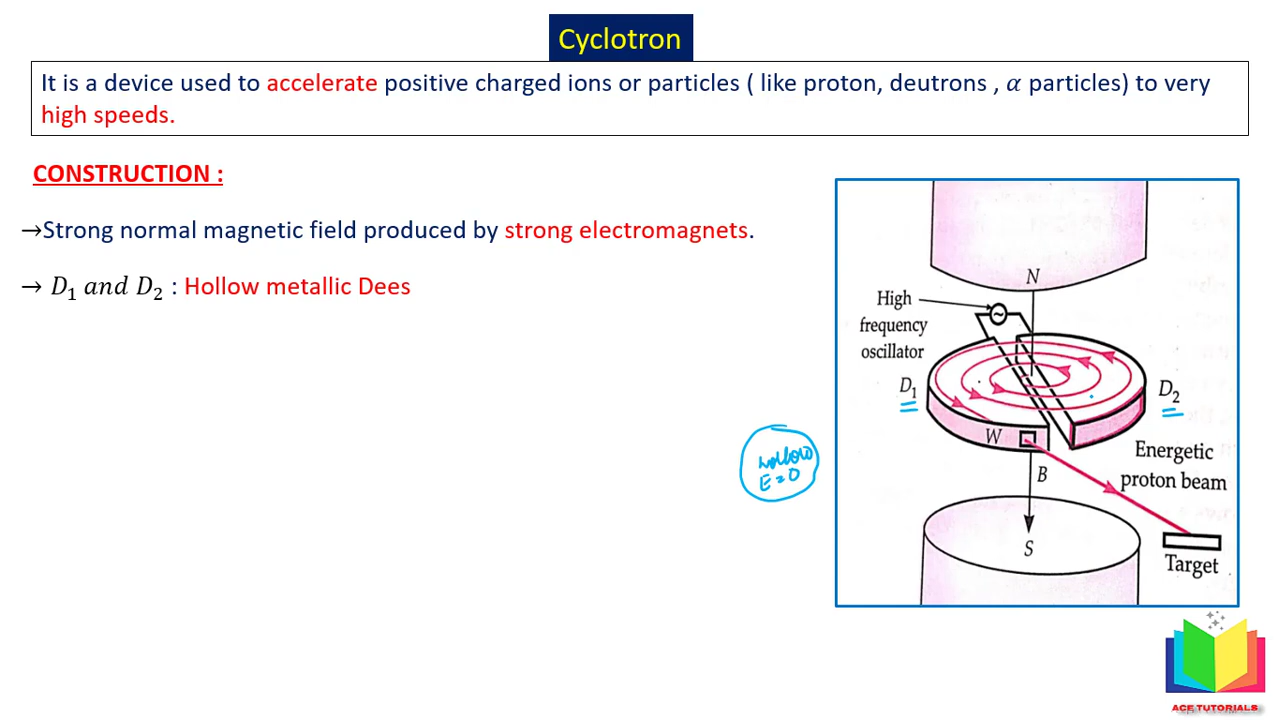 Cyclotron
It is a device used to accelerate positive charged ions or particles ( like proton, deutrons , α particles) to very
high speeds.
CONSTRUCTION :
→Strong normal magnetic field produced by strong electromagnets.
→ D₁ and D₂ : Hollow metallic Dees
N
High
frequency
oscillator
D₁
D₂
W
Energetic
proton beam
B
S
Target
Hollow
E = 0
ACE TUTORIALS